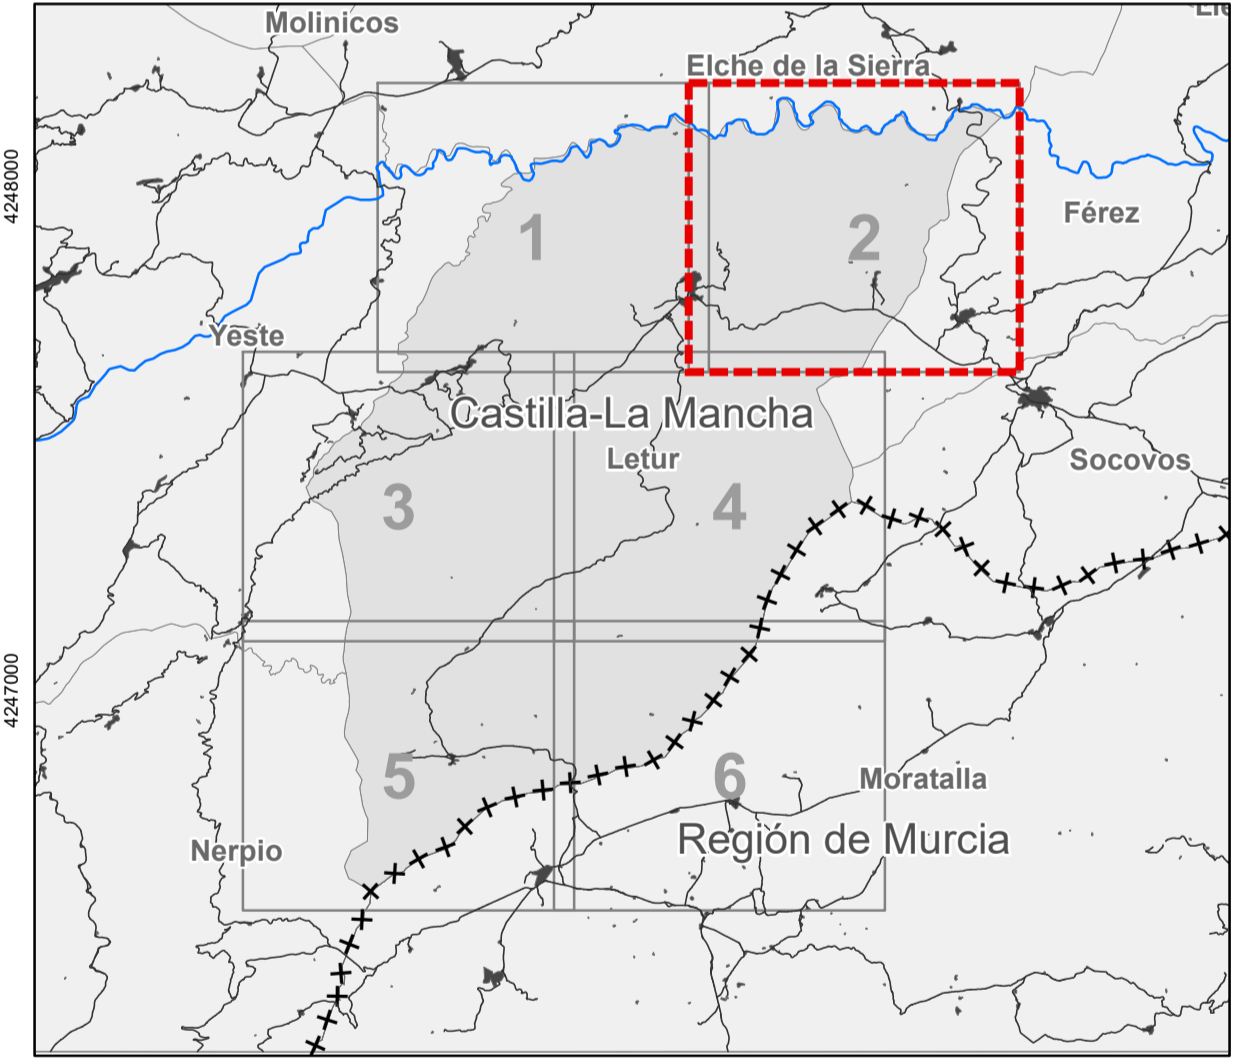 Molinicos
Elche de la Sierra
4248000
1
2
Férez
Yeste
Castilla-La Mancha
Letur
Socovos
3
4
4247000
5
6
Moratalla
Región de Murcia
Nerpio